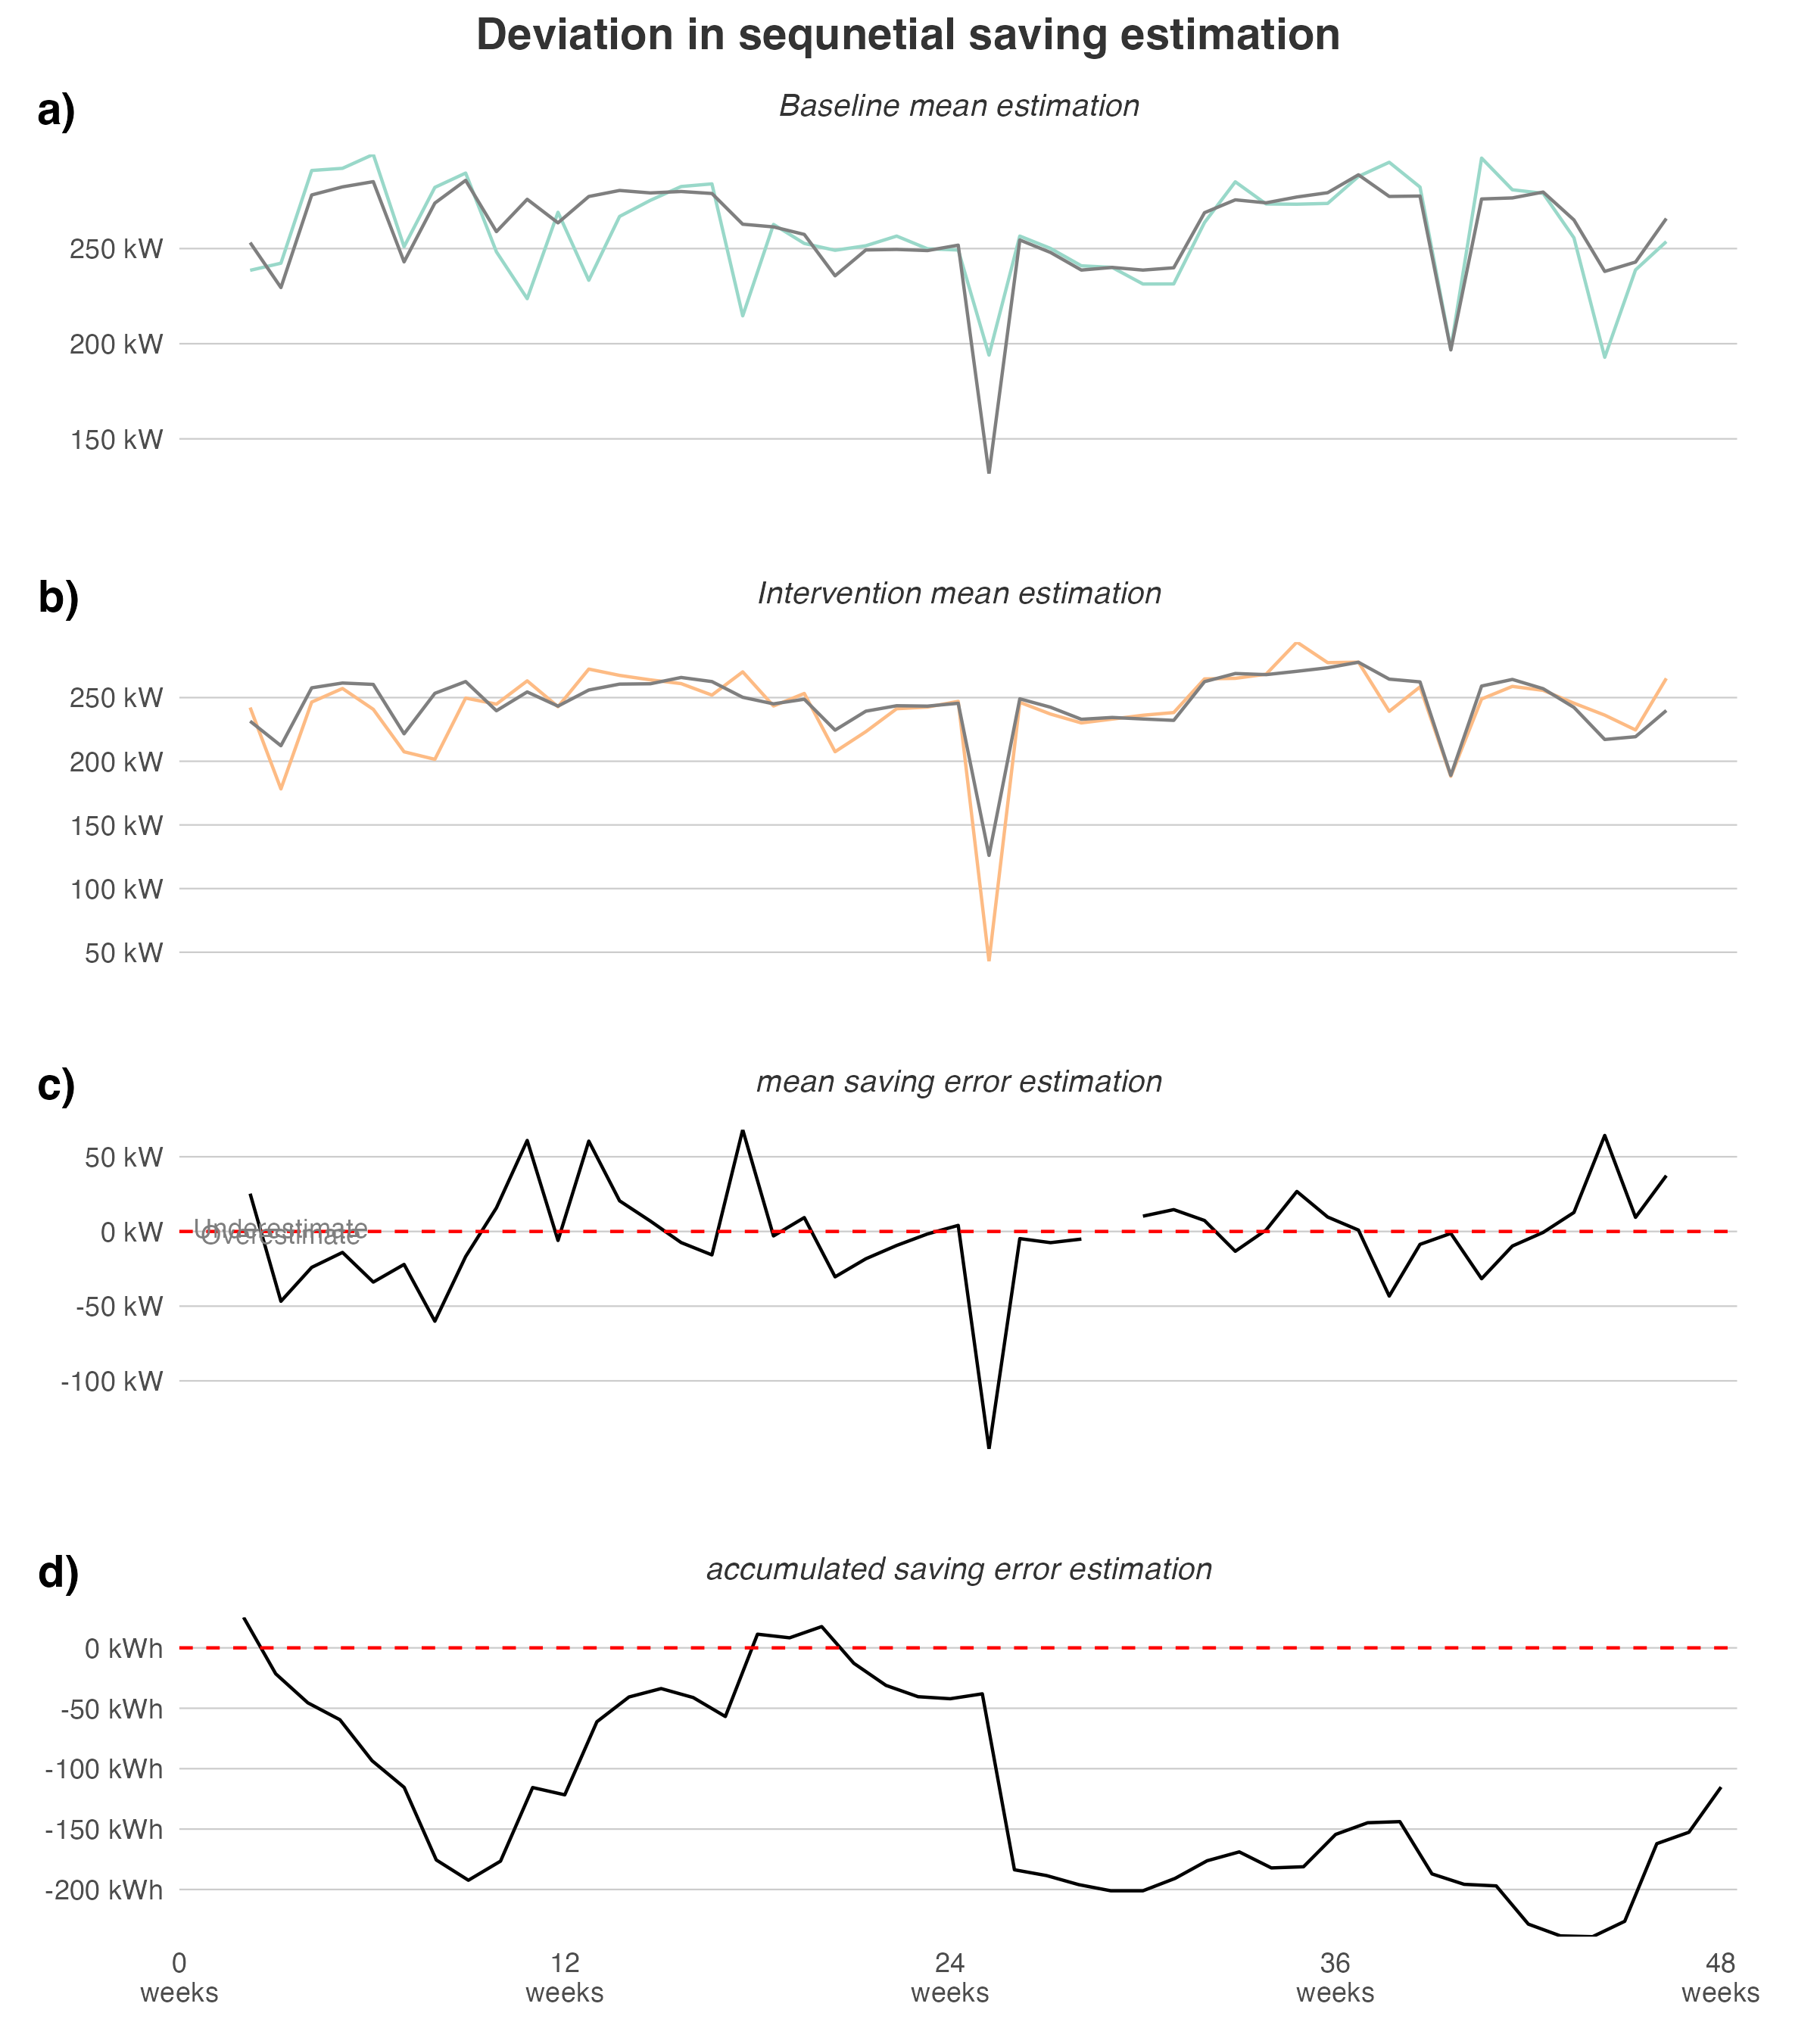 Deviation in sequnetial saving estimation
a)
Baseline mean estimation
250 kW
200 kW
150 kW
b)
Intervention mean estimation
250 kW
200 kW
150 kW
100 kW
50 kW
c)
mean saving error estimation
50 kW
Underestimate
0 kW
Overestimate
-50 kW
-100 kW
d)
accumulated saving error estimation
0 kWh
-50 kWh
-100 kWh
-150 kWh
-200 kWh
0 12 24 36 48
weeks weeks weeks weeks weeks